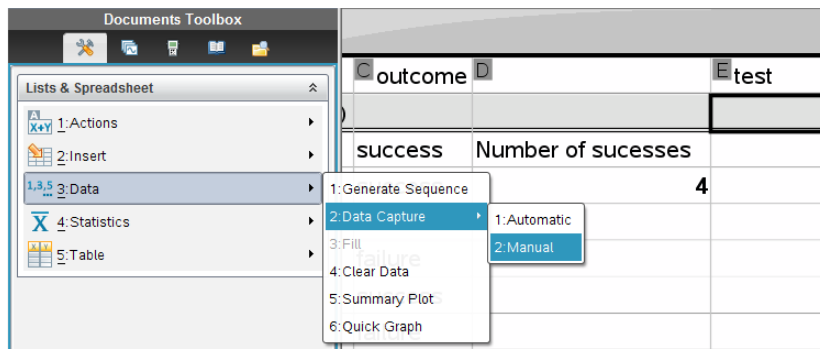 Documents Toolbox
Lists & Spreadsheet
1:Actions
2:Insert
3:Data
4:Statistics
5:Table
1:Generate Sequence
2:Data Capture
3:Fill
4:Clear Data
5:Summary Plot
6:Quick Graph
1:Automatic
2:Manual
C outcome D E test
success Number of sucesses
4
failure